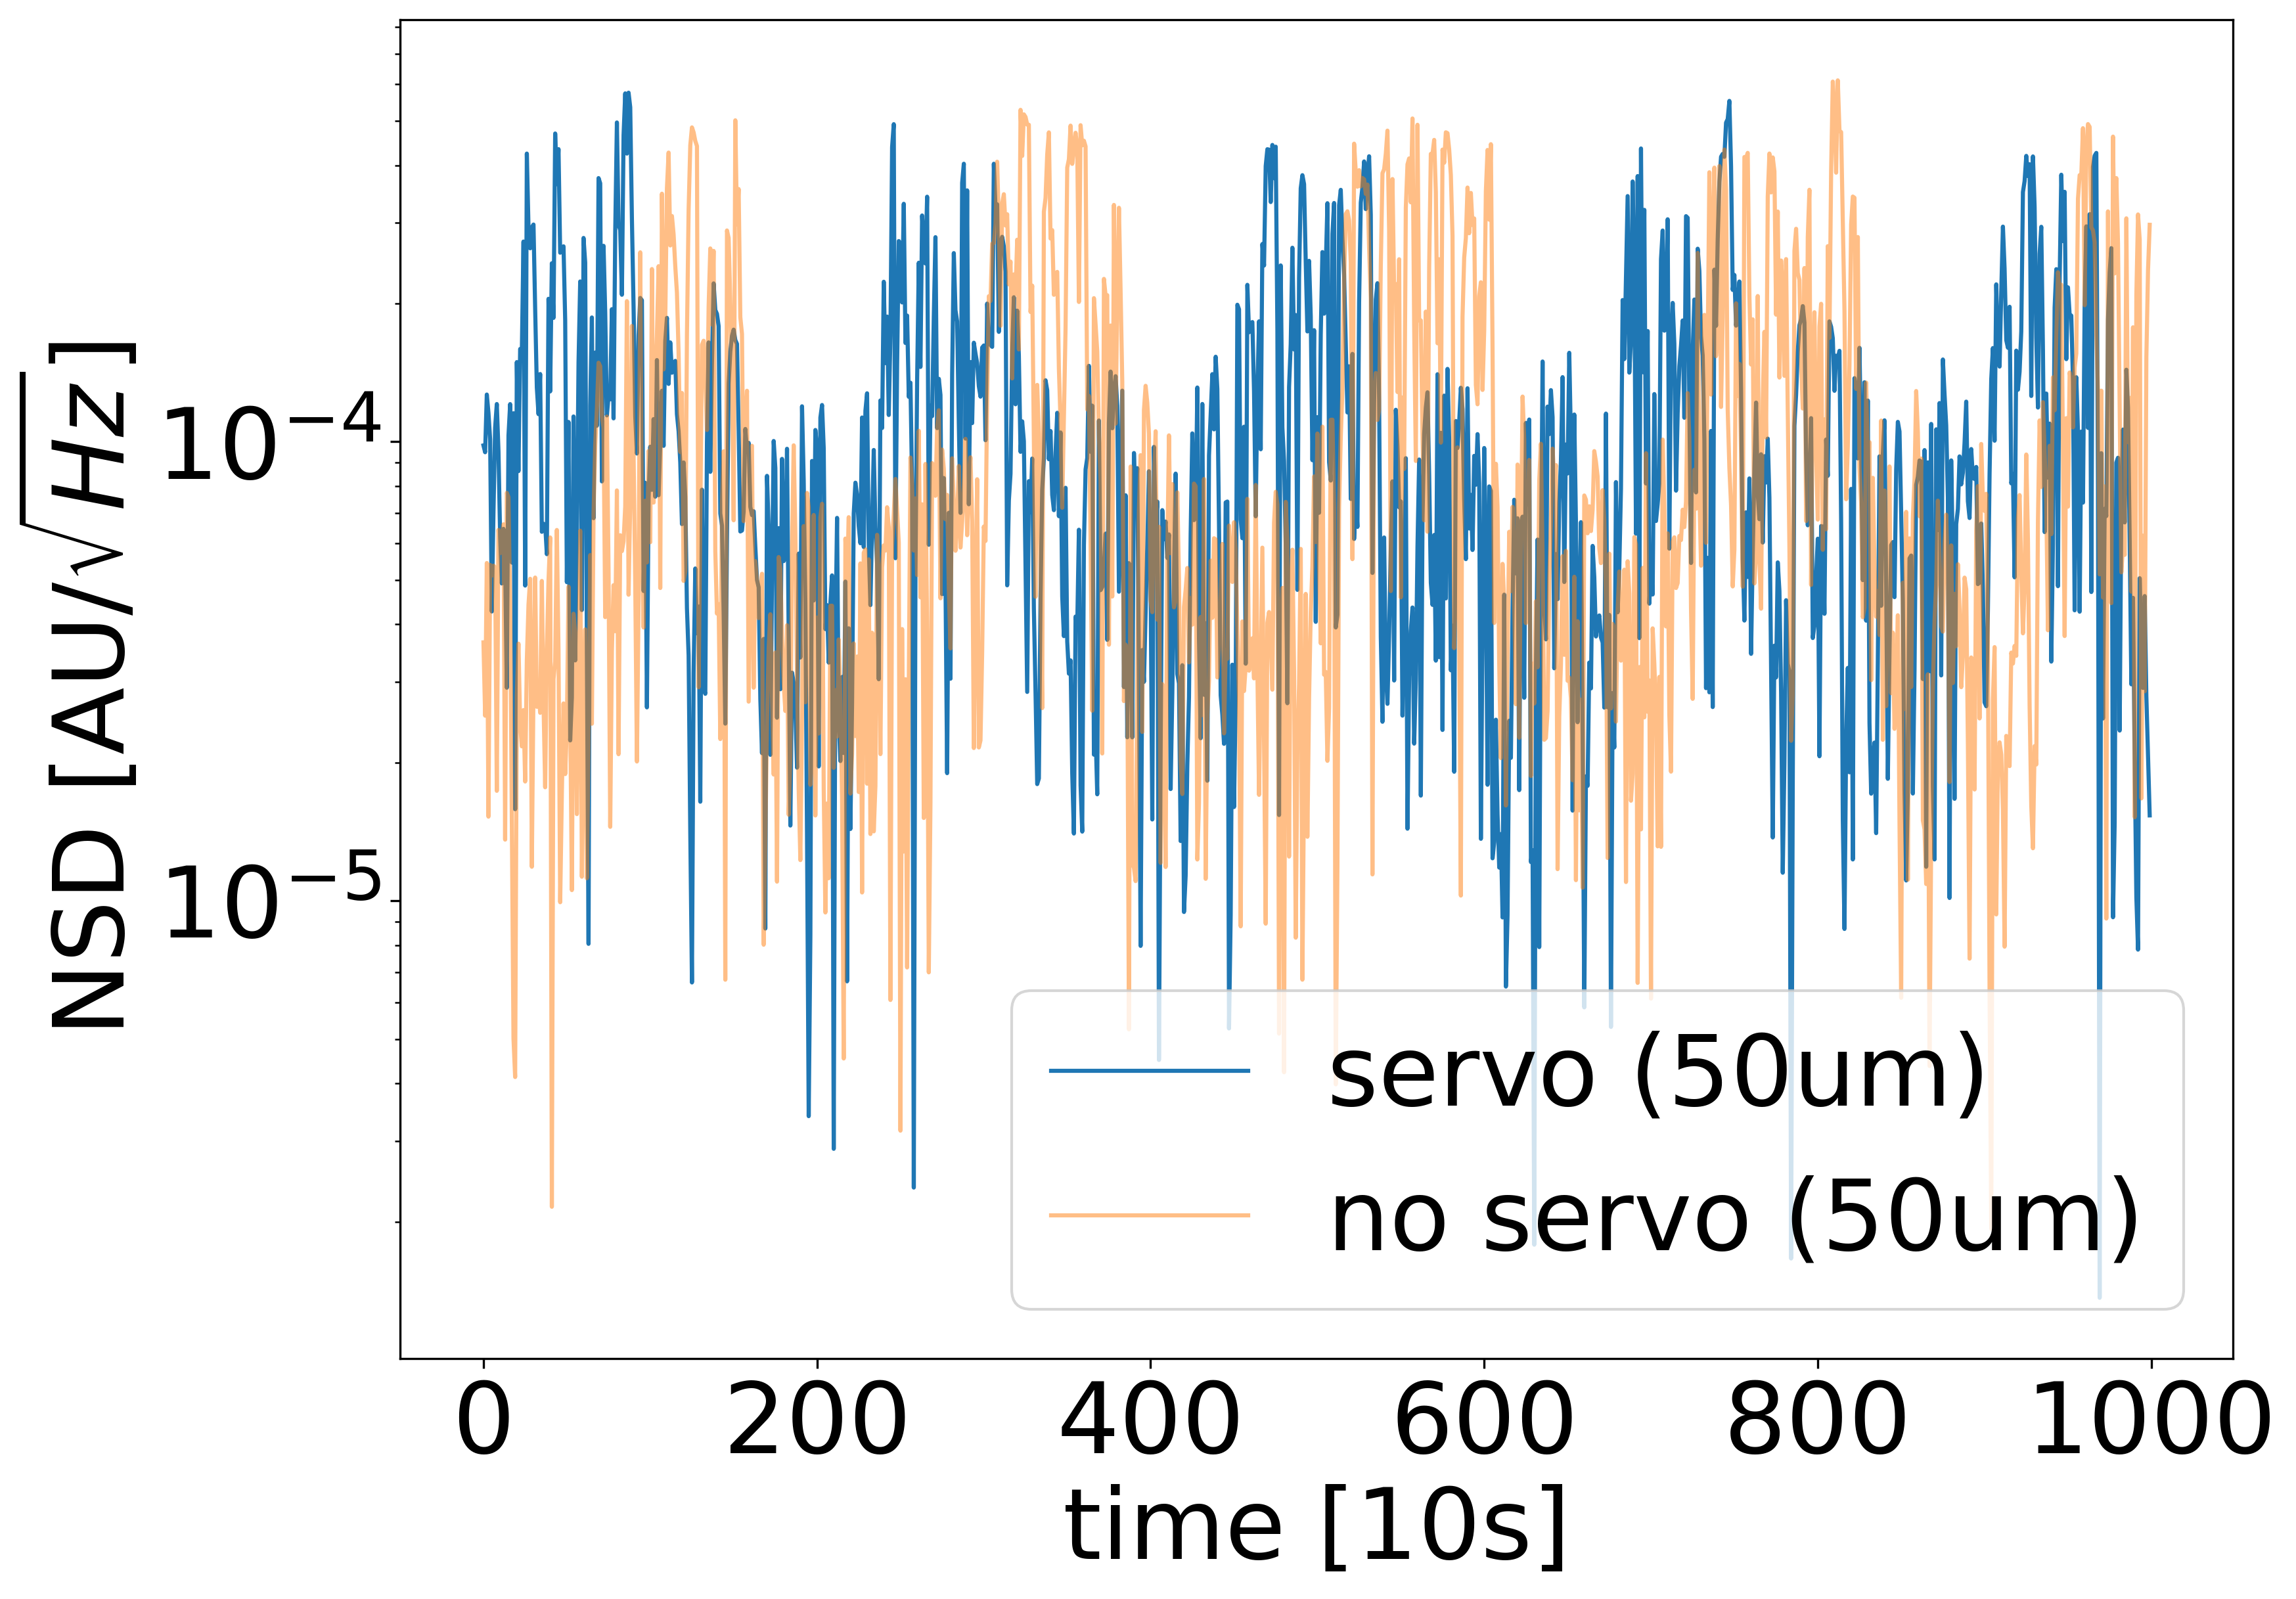 NSD [AU/√Hz]
10⁻⁴
10⁻⁵
servo (50um)
no servo (50um)
0 200 400 600 800 1000
time [10s]